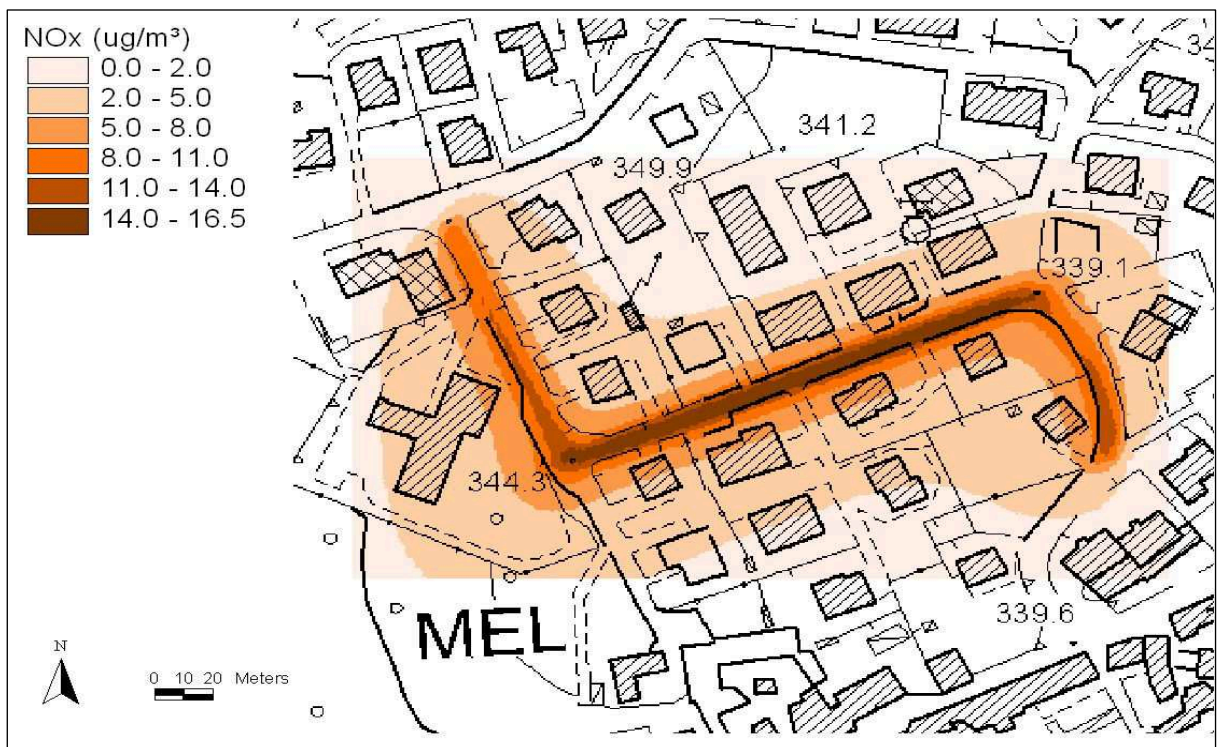 NOx (ug/m³)
0.0 - 2.0
2.0 - 5.0
5.0 - 8.0
8.0 - 11.0
11.0 - 14.0
14.0 - 16.5
34
341.2
349.9
339.1
344.3
339.6
MEL
N
0 10 20 Meters